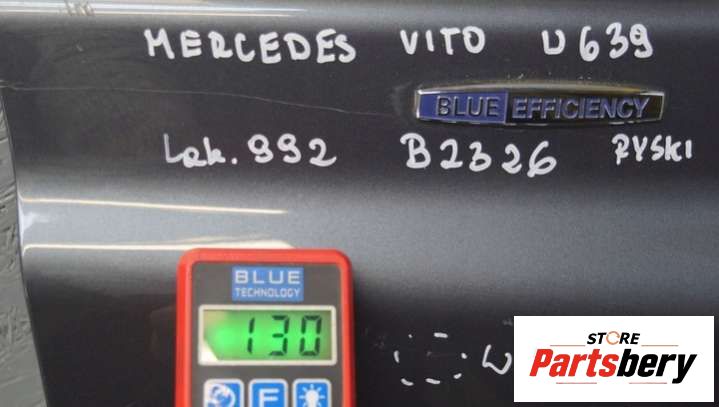 MERCEDES VITO W639
BLUE EFFICIENCY
Lak. 992 B2326 RYSKI
BLUE
TECHNOLOGY
130
F
W
STORE
Partsbery